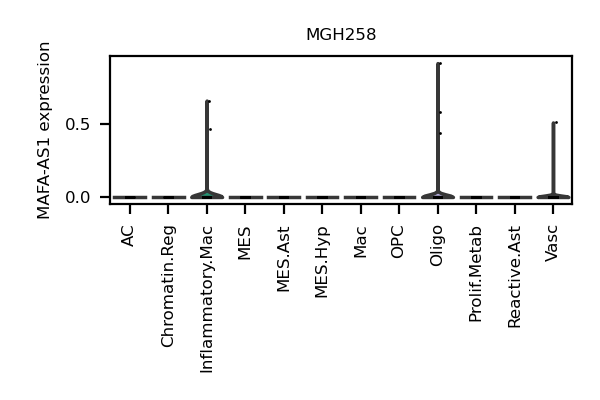 MGH258
MAFA-AS1 expression
0.5
0.0
AC
Chromatin.Reg
Inflammatory.Mac
MES
MES.Ast
MES.Hyp
Mac
OPC
Oligo
Prolif.Metab
Reactive.Ast
Vasc